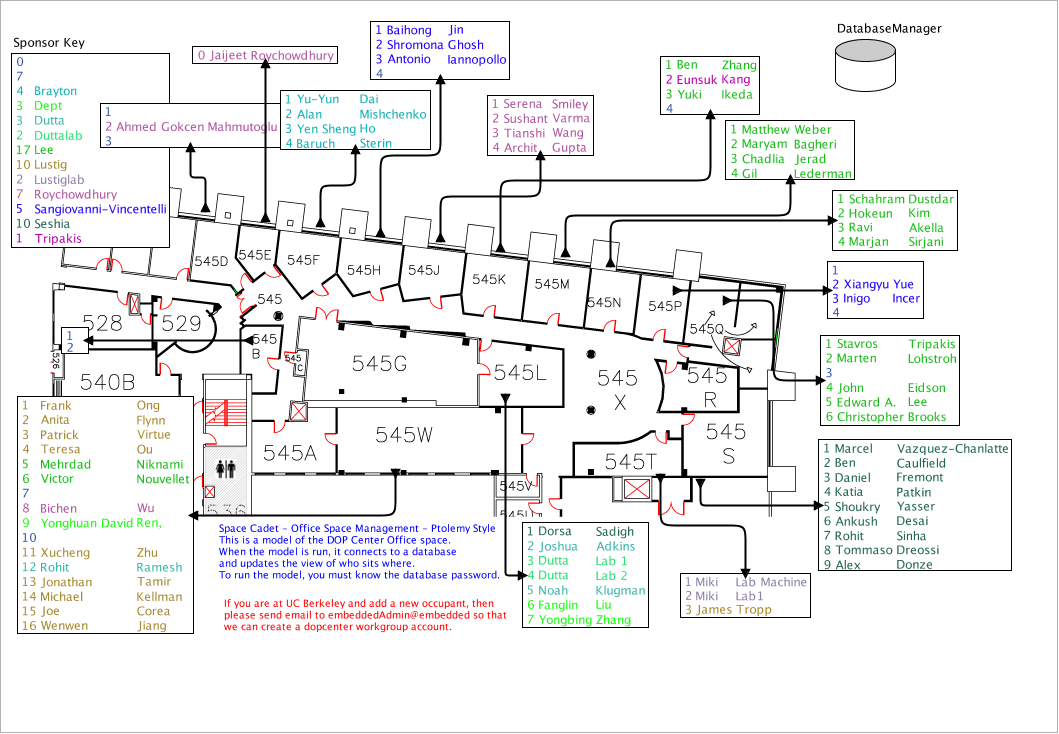 DatabaseManager
Sponsor Key
0
7
4 Brayton
3 Dept
3 Dutta
2 Duttalab
17 Lee
10 Lustig
2 Lustiglab
7 Roychowdhury
5 Sangiovanni-Vincentelli
10 Seshia
1 Tripakis
0 Jaijeet Roychowdhury
1 Baihong Jin
2 Shromona Ghosh
3 Antonio Iannopollo
4
1
2 Ahmed Gokcen Mahmutoglu
3
1 Yu-Yun Dai
2 Alan Mishchenko
3 Yen Sheng Ho
4 Baruch Sterin
1 Serena Smiley
2 Sushant Varma
3 Tianshi Wang
4 Archit Gupta
1 Ben Zhang
2 Eunsuk Kang
3 Yuki Ikeda
4
1 Matthew Weber
2 Maryam Bagheri
3 Chadlia Jerad
4 Gil Lederman
1 Schahram Dustdar
2 Hokeun Kim
3 Ravi Akella
4 Marjan Sirjani
1
2 Xiangyu Yue
3 Inigo Incer
4
545D
545E
545F
545H
545J
545K
545M
545N
545P
545Q
528
529
545
545
B
545
C
545G
545L
545
X
545
R
526
540B
1
2
545A
545W
545T
545
S
545V
1 Stavros Tripakis
2 Marten Lohstroh
3
4 John Eidson
5 Edward A. Lee
6 Christopher Brooks
1 Frank Ong
2 Anita Flynn
3 Patrick Virtue
4 Teresa Ou
5 Mehrdad Niknami
6 Victor Nouvellet
7
8 Bichen Wu
9 Yonghuan David Ren.
10
11 Xucheng Zhu
12 Rohit Ramesh
13 Jonathan Tamir
14 Michael Kellman
15 Joe Corea
16 Wenwen Jiang
1 Marcel Vazquez-Chanlatte
2 Ben Caulfield
3 Daniel Fremont
4 Katia Patkin
5 Shoukry Yasser
6 Ankush Desai
7 Rohit Sinha
8 Tommaso Dreossi
9 Alex Donze
Space Cadet - Office Space Management - Ptolemy Style
This is a model of the DOP Center Office space.
When the model is run, it connects to a database
and updates the view of who sits where.
To run the model, you must know the database password.
If you are at UC Berkeley and add a new occupant, then
please send email to embeddedAdmin@embedded so that
we can create a dopcenter workgroup account.
1 Dorsa Sadigh
2 Joshua Adkins
3 Dutta Lab 1
4 Dutta Lab 2
5 Noah Klugman
6 Fanglin Liu
7 Yongbing Zhang
1 Miki Lab Machine
2 Miki Lab1
3 James Tropp